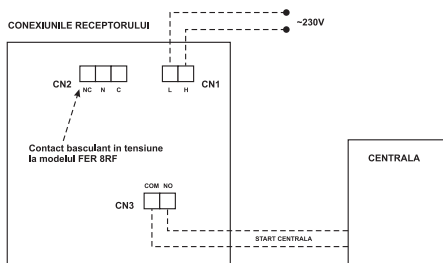 CONEXIUNILE RECEPTORULUI
~230V
CN2
NC N C
L H
CN1
Contact basculant in tensiune
la modelul FER 8RF
CENTRALA
COM NO
CN3
START CENTRALA